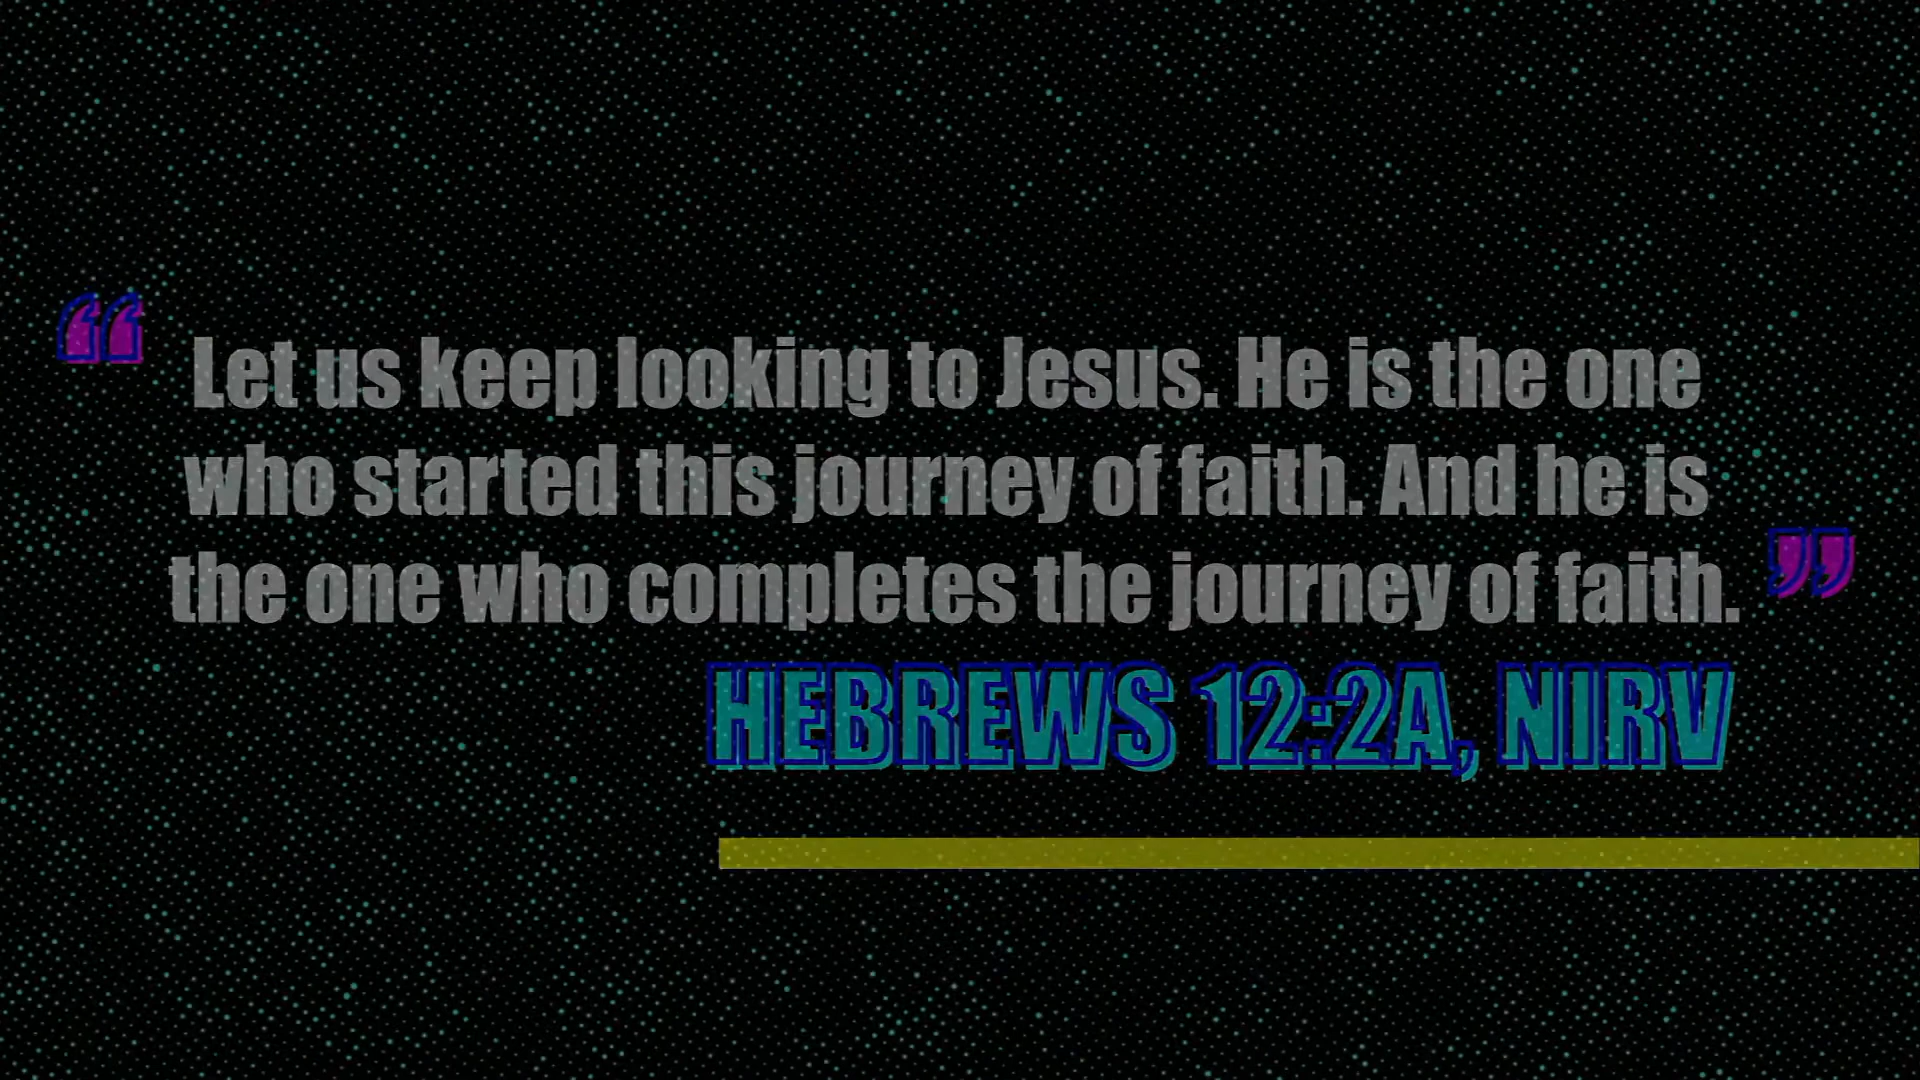 “Let us keep looking to Jesus. He is the one
who started this journey of faith. And he is
the one who completes the journey of faith.”
HEBREWS 12:2A, NIRV